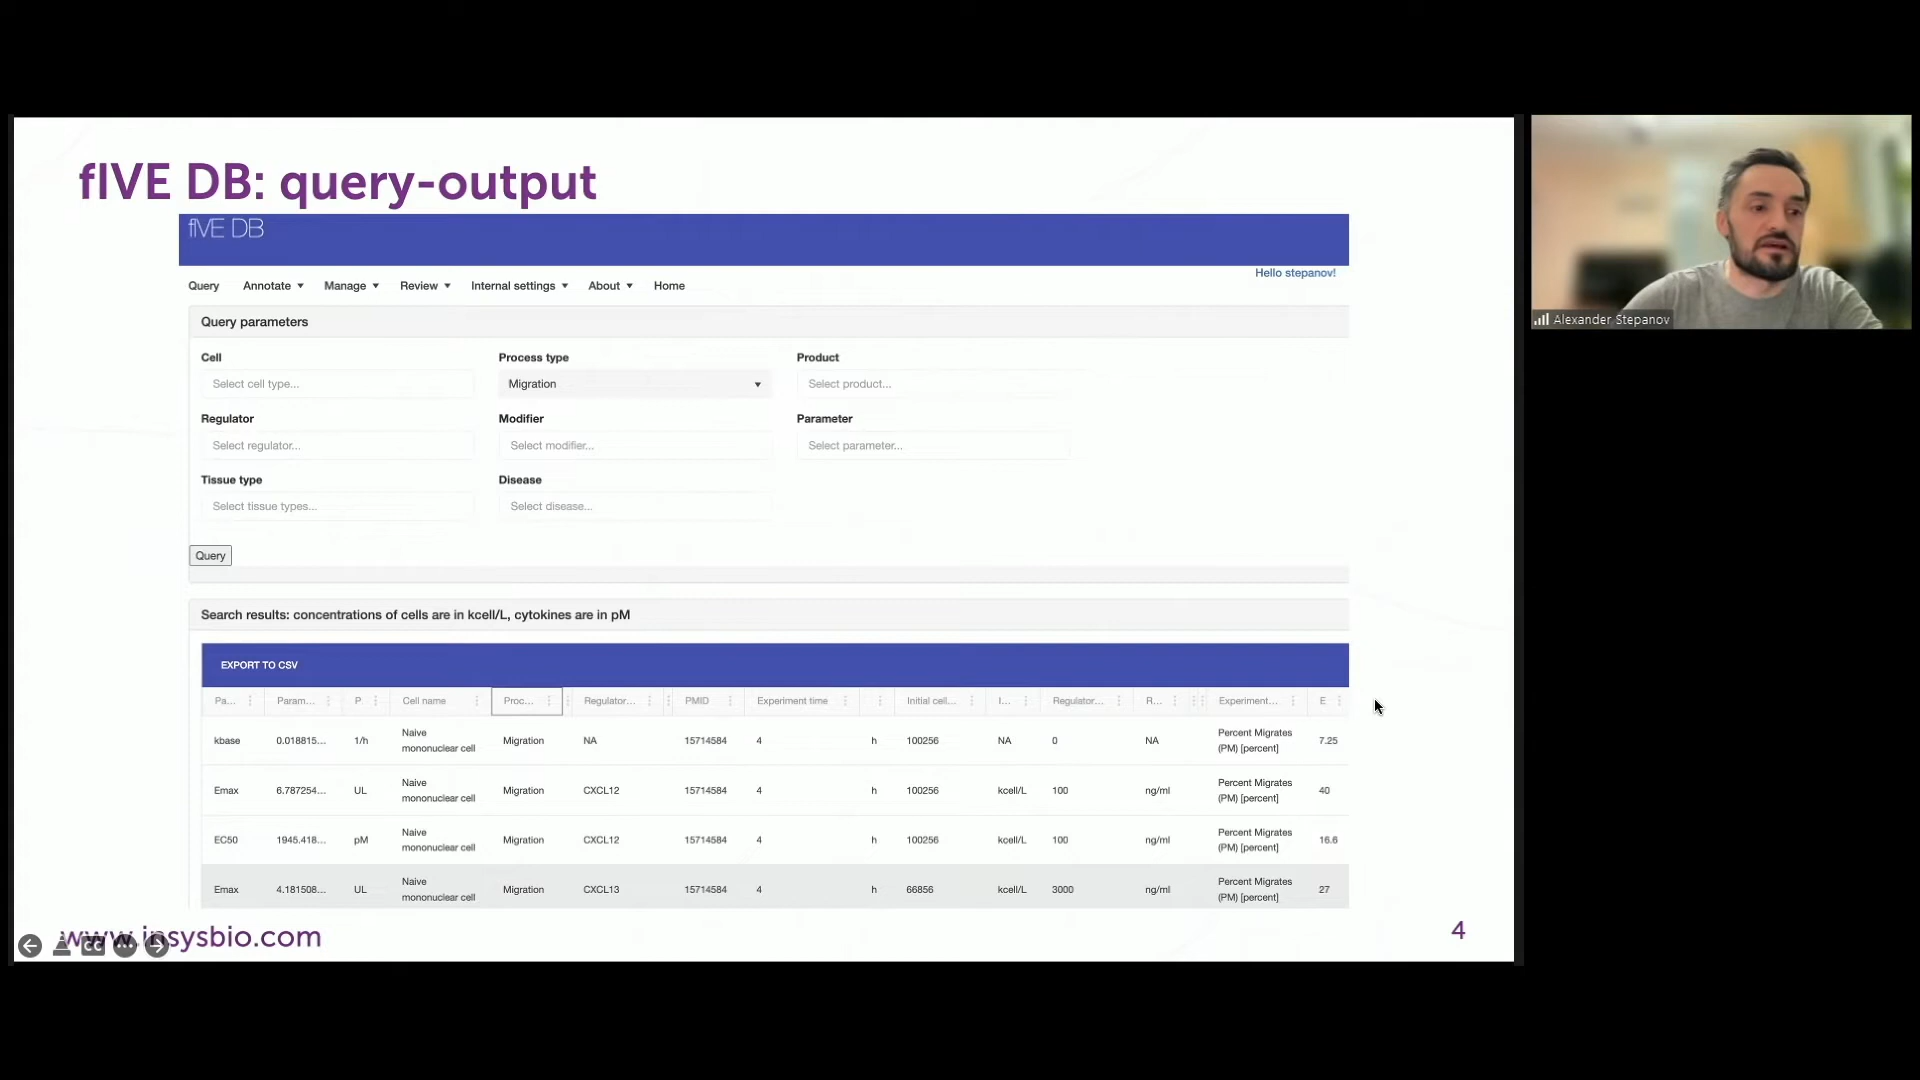 fIVE DB: query-output
fIVE DB
Hello stepanov!
Query Annotate Manage Review Internal settings About Home
Query parameters
Cell Process type Product
Select cell type... Migration Select product...
Regulator Modifier Parameter
Select regulator... Select modifier... Select parameter...
Tissue type Disease
Select tissue types... Select disease...
Query
Search results: concentrations of cells are in kcell/L, cytokines are in pM
EXPORT TO CSV
Pa... Param... P Cell name Proc... Regulator... PMID Experiment time Initial cell... I... Regulator... R... Experiment... E
kbase 0.018815... 1/h Naive mononuclear cell Migration NA 15714584 4 h 100256 NA 0 NA Percent Migrates (PM) [percent] 7.25
Emax 6.787254... UL Naive mononuclear cell Migration CXCL12 15714584 4 h 100256 kcell/L 100 ng/ml Percent Migrates (PM) [percent] 40
EC50 1945.418... pM Naive mononuclear cell Migration CXCL12 15714584 4 h 100256 kcell/L 100 ng/ml Percent Migrates (PM) [percent] 16.6
Emax 4.181508... UL Naive mononuclear cell Migration CXCL13 15714584 4 h 66856 kcell/L 3000 ng/ml Percent Migrates (PM) [percent] 27
www.insysbio.com
4
Alexander Stepanov